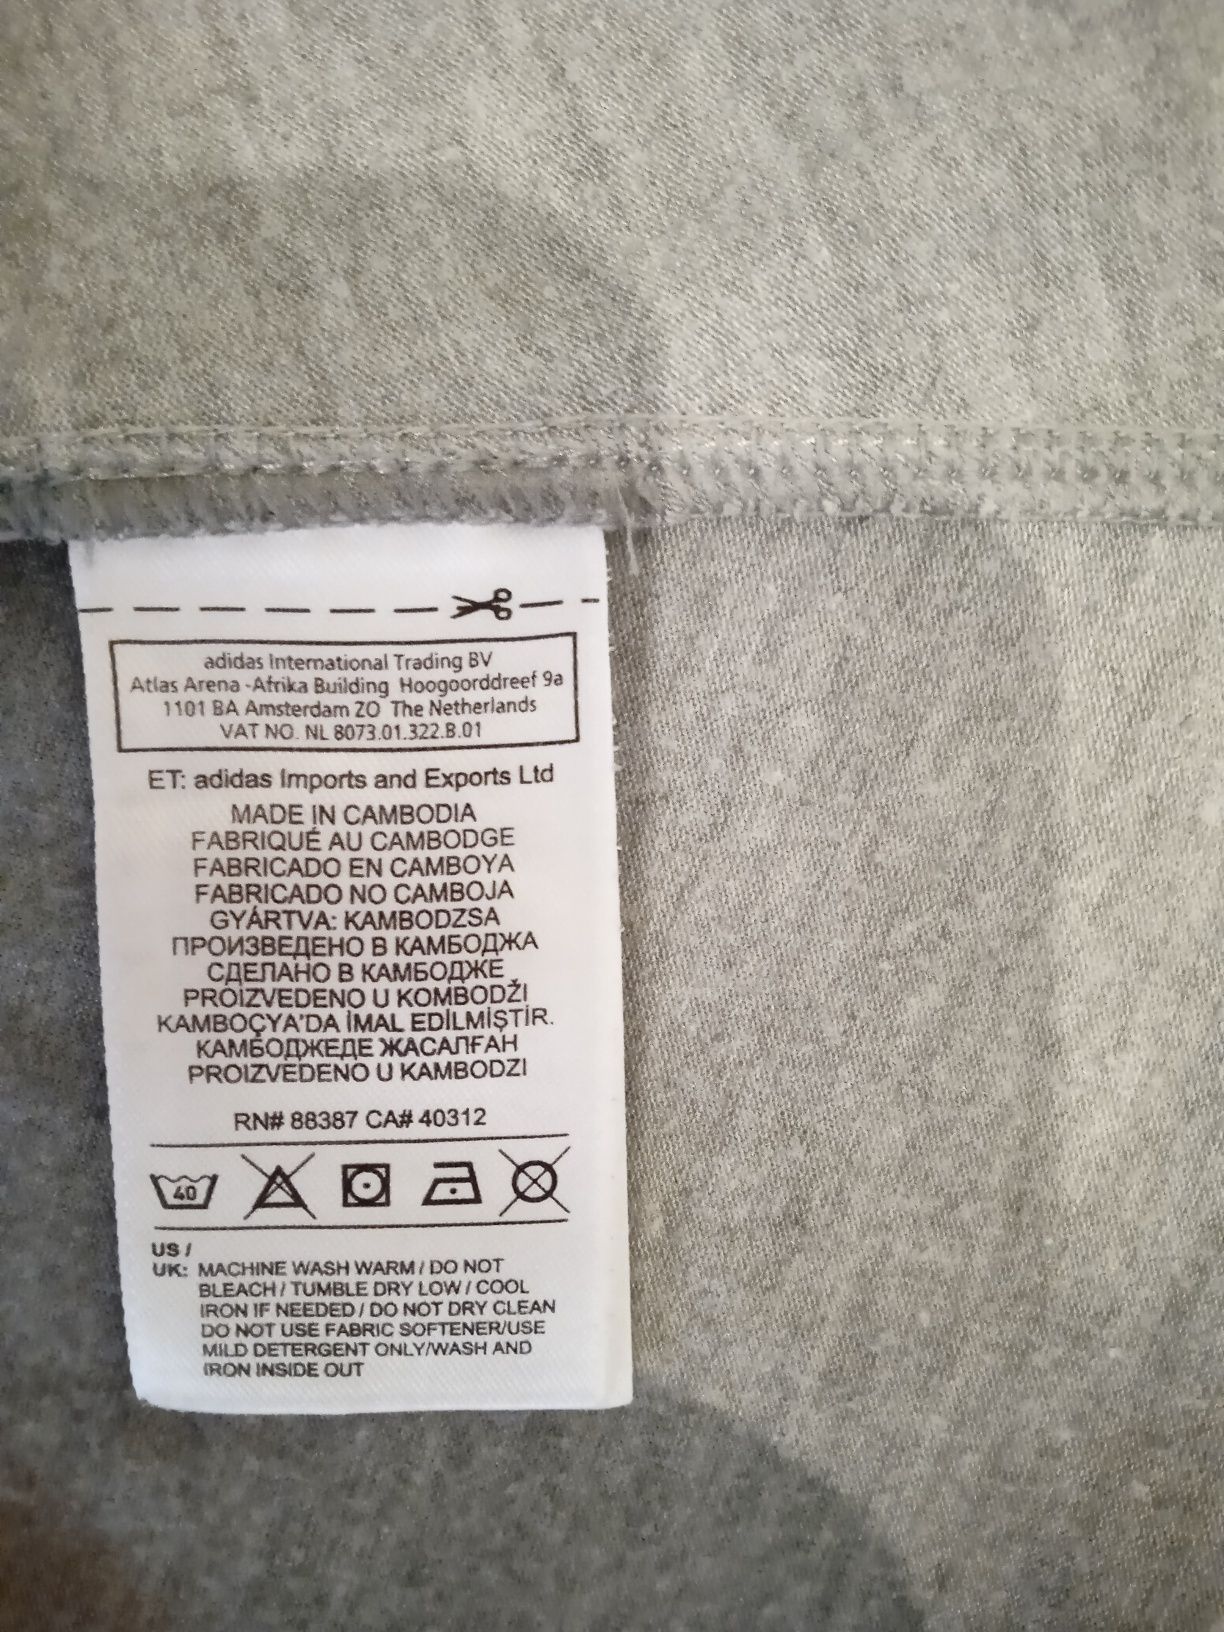 adidas International Trading BV
Atlas Arena -Afrika Building Hoogoorddreef 9a
1101 BA Amsterdam ZO The Netherlands
VAT NO. NL 8073.01.322.B.01
ET: adidas Imports and Exports Ltd
MADE IN CAMBODIA
FABRIQUÉ AU CAMBODGE
FABRICADO EN CAMBOYA
FABRICADO NO CAMBOJA
GYÁRTVA: KAMBODZSA
ПРОИЗВЕДЕНО В КАМБОДЖА
СДЕЛАНО В КАМБОДЖЕ
PROIZVEDENO U KOMBODŽI
KAMBOÇYA'DA İMAL EDİLMİŞTİR.
КАМБОДЖЕДЕ ЖАСАЛҒАН
PROIZVEDENO U KAMBODZI
RN# 88387 CA# 40312
40
US /
UK: MACHINE WASH WARM / DO NOT
BLEACH / TUMBLE DRY LOW / COOL
IRON IF NEEDED / DO NOT DRY CLEAN
DO NOT USE FABRIC SOFTENER/USE
MILD DETERGENT ONLY/WASH AND
IRON INSIDE OUT